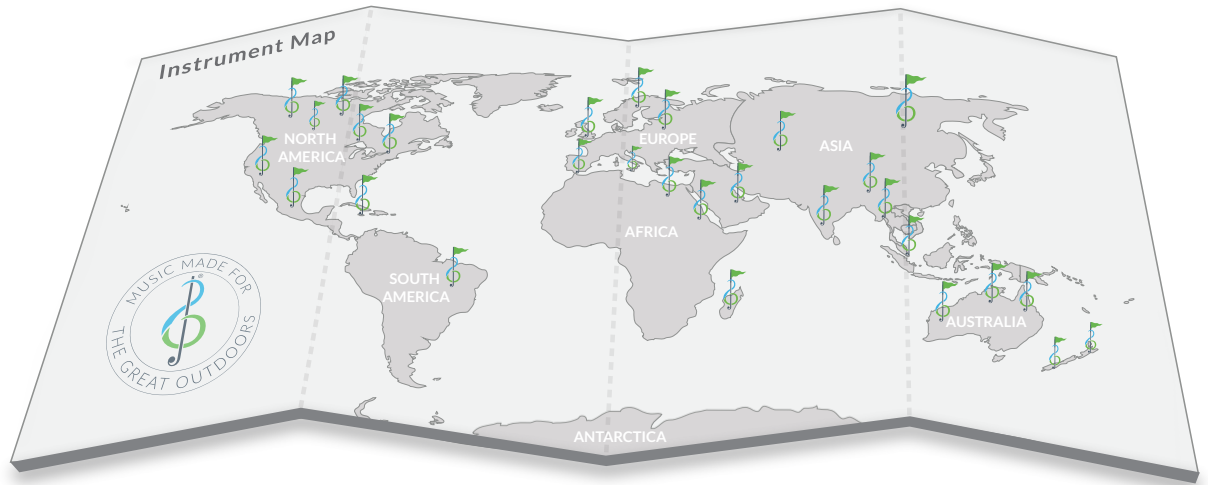 Instrument Map
NORTH
AMERICA
EUROPE
ASIA
AFRICA
SOUTH
AMERICA
AUSTRALIA
ANTARCTICA
MUSIC MADE FOR
THE GREAT OUTDOORS
®